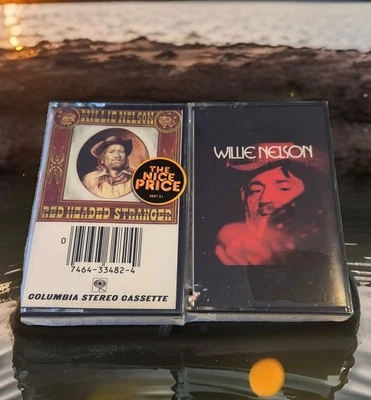 WILLIE NELSON
RED HEADED STRANGER
THE
NICE
PRICE
0
7464-33482-4
COLUMBIA STEREO CASSETTE
WILLIE NELSON